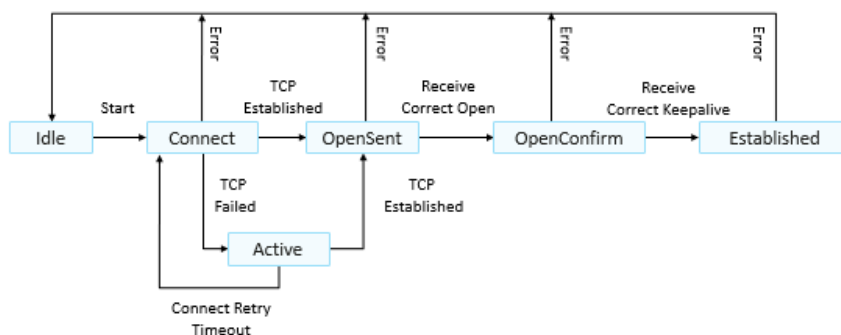 Error
Error
Error
Error
Start
TCP
Established
Receive
Correct Open
Receive
Correct Keepalive
Idle
Connect
OpenSent
OpenConfirm
Established
TCP
Failed
TCP
Established
Active
Connect Retry
Timeout